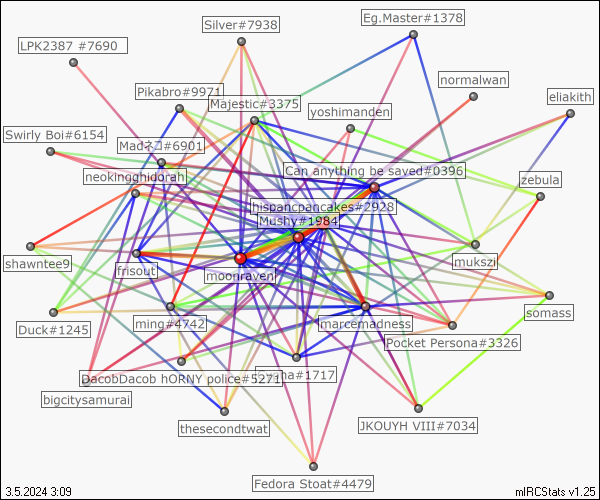 Silver#7938
Eg.Master#1378
LPK2387 #7690
normalwan
Pikabro#9971
Majestic#3375
yoshimanden
eliakith
Swirly Boi#6154
Madネコ#6901
Can anything be saved#0396
neokingghidorah
zebula
hispancpancakes#2928
Mushy#1984
shawntee9
frisout
moonraven
mukszi
Duck#1245
ming#4742
marcemadness
somass
Pocket Persona#3326
DacobDacob hORNY police#5271
#1717
bigcitysamurai
thesecondtwat
JKOUYH VIII#7034
Fedora Stoat#4479
3.5.2024 3:09
mIRCStats v1.25